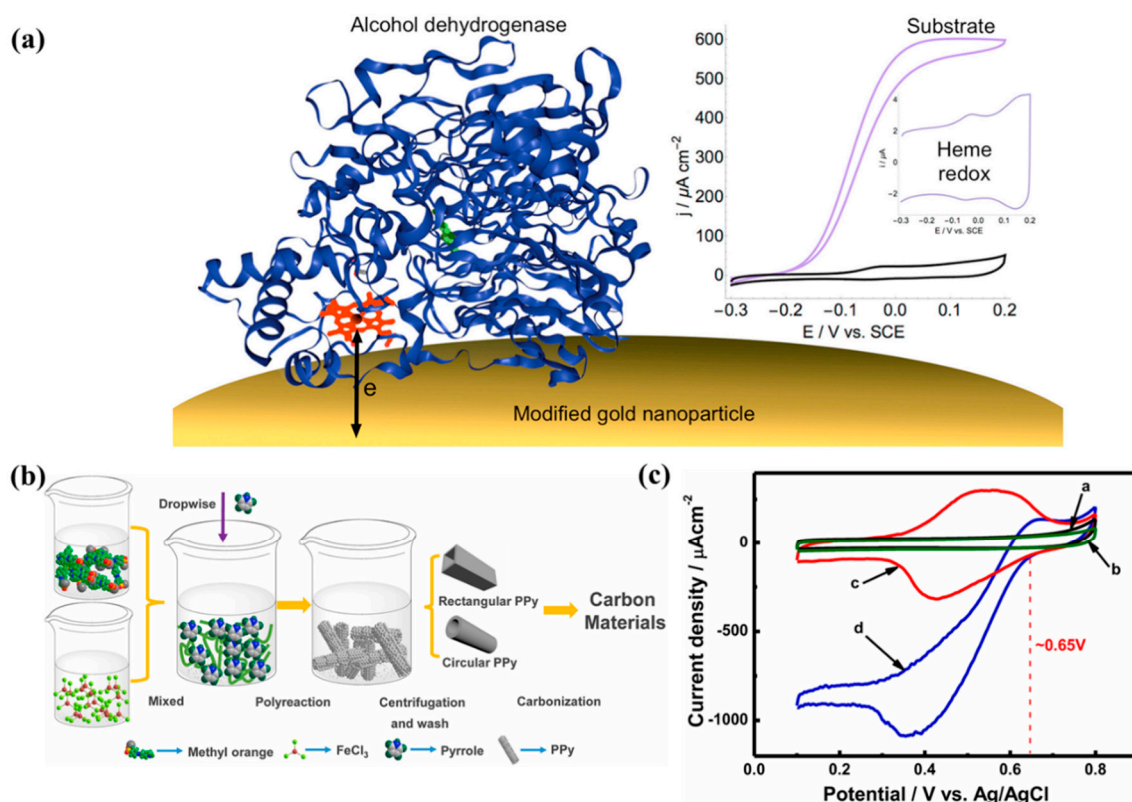 (a)
Alcohol dehydrogenase
e
Modified gold nanoparticle
Substrate
600
500
400
300
200
100
0
j / µA cm⁻²
−0.3 −0.2 −0.1 0.0 0.1 0.2
E / V vs. SCE
4
2
0
−2
i / µA
Heme
redox
−0.3 −0.2 −0.1 0.0 0.1 0.2
E / V vs. SCE
(b)
Dropwise
Rectangular PPy
Circular PPy
Carbon
Materials
Mixed Polyreaction Centrifugation Carbonization
and wash
Methyl orange FeCl₃ Pyrrole PPy
(c)
a
b
c
d
~0.65V
0
-500
-1000
Current density / µAcm⁻²
0.0 0.2 0.4 0.6 0.8
Potential / V vs. Ag/AgCl